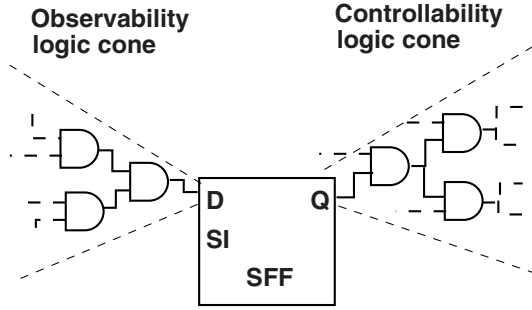 Observability
logic cone
Controllability
logic cone
D
Q
SI
SFF